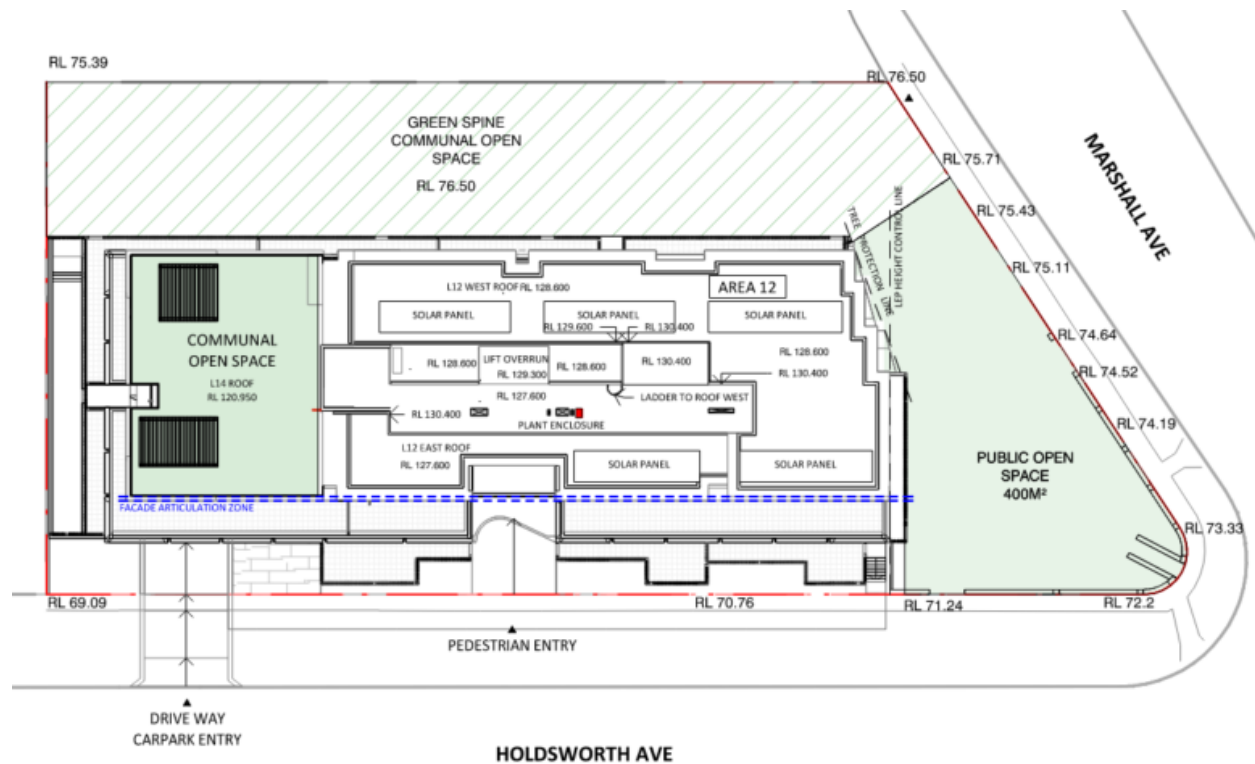 RL 75.39
RL 76.50
GREEN SPINE
COMMUNAL OPEN
SPACE
RL 76.50
MARSHALL AVE
RL 75.71
RL 75.43
TREE PROTECTION LINE
LEP HEIGHT CONTROL LINE
RL 75.11
L12 WEST ROOF RL 128.600
AREA 12
SOLAR PANEL
SOLAR PANEL
SOLAR PANEL
RL 129.600
RL 130.400
COMMUNAL
OPEN SPACE
L14 ROOF
RL 120.950
RL 128.600
LIFT OVERRUN
RL 129.300
RL 128.600
RL 130.400
RL 128.600
RL 130.400
RL 127.600
LADDER TO ROOF WEST
RL 130.400
PLANT ENCLOSURE
RL 74.64
RL 74.52
RL 74.19
L12 EAST ROOF
RL 127.600
SOLAR PANEL
SOLAR PANEL
PUBLIC OPEN
SPACE
400M²
FACADE ARTICULATION ZONE
RL 73.33
RL 69.09
RL 70.76
RL 71.24
RL 72.2
PEDESTRIAN ENTRY
DRIVE WAY
CARPARK ENTRY
HOLDSWORTH AVE